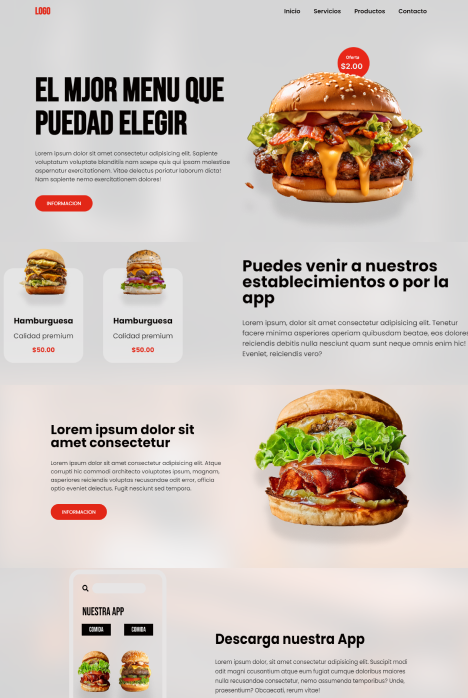 LOGO
Inicio Servicios Productos Contacto
Oferta
$2.00
EL MJOR MENU QUE
PUEDAD ELEGIR
Lorem ipsum dolor sit amet consectetur adipisicing elit. Sapiente
voluptatum voluptate blanditiis nam saepe quis qui ipsam molestiae
aspernatur exercitationem. Vitae delectus pariatur laborum dicta!
Nam sapiente nemo exercitationem dolores!
INFORMACION
Hamburguesa
Calidad premium
$50.00
Hamburguesa
Calidad premium
$50.00
Puedes venir a nuestros
establecimientos o por la
app
Lorem ipsum, dolor sit amet consectetur adipisicing elit. Tenetur
facere minima asperiores aperiam quibusdam beatae, eos dolores
reiciendis debitis nulla nesciunt quam sunt neque omnis enim hic!
Eveniet, reiciendis vero?
Lorem ipsum dolor sit
amet consectetur
Lorem ipsum dolor sit amet consectetur adipisicing elit. Atque
corrupti hic commodi architecto voluptates ipsum, magnam,
asperiores reiciendis voluptas recusandae odit error, officia
optio eveniet delectus. Fugit nesciunt sed tempora.
INFORMACION
NUESTRA APP
COMIDA COMIDA
Descarga nuestra App
Lorem ipsum dolor sit amet consectetur adipisicing elit. Suscipit modi
odit magni accusantium atque eum fugiat cumque doloribus maiores
nulla recusandae consectetur, nemo assumenda temporibus? Unde,
praesentium? Obcaecati, rerum vitae!